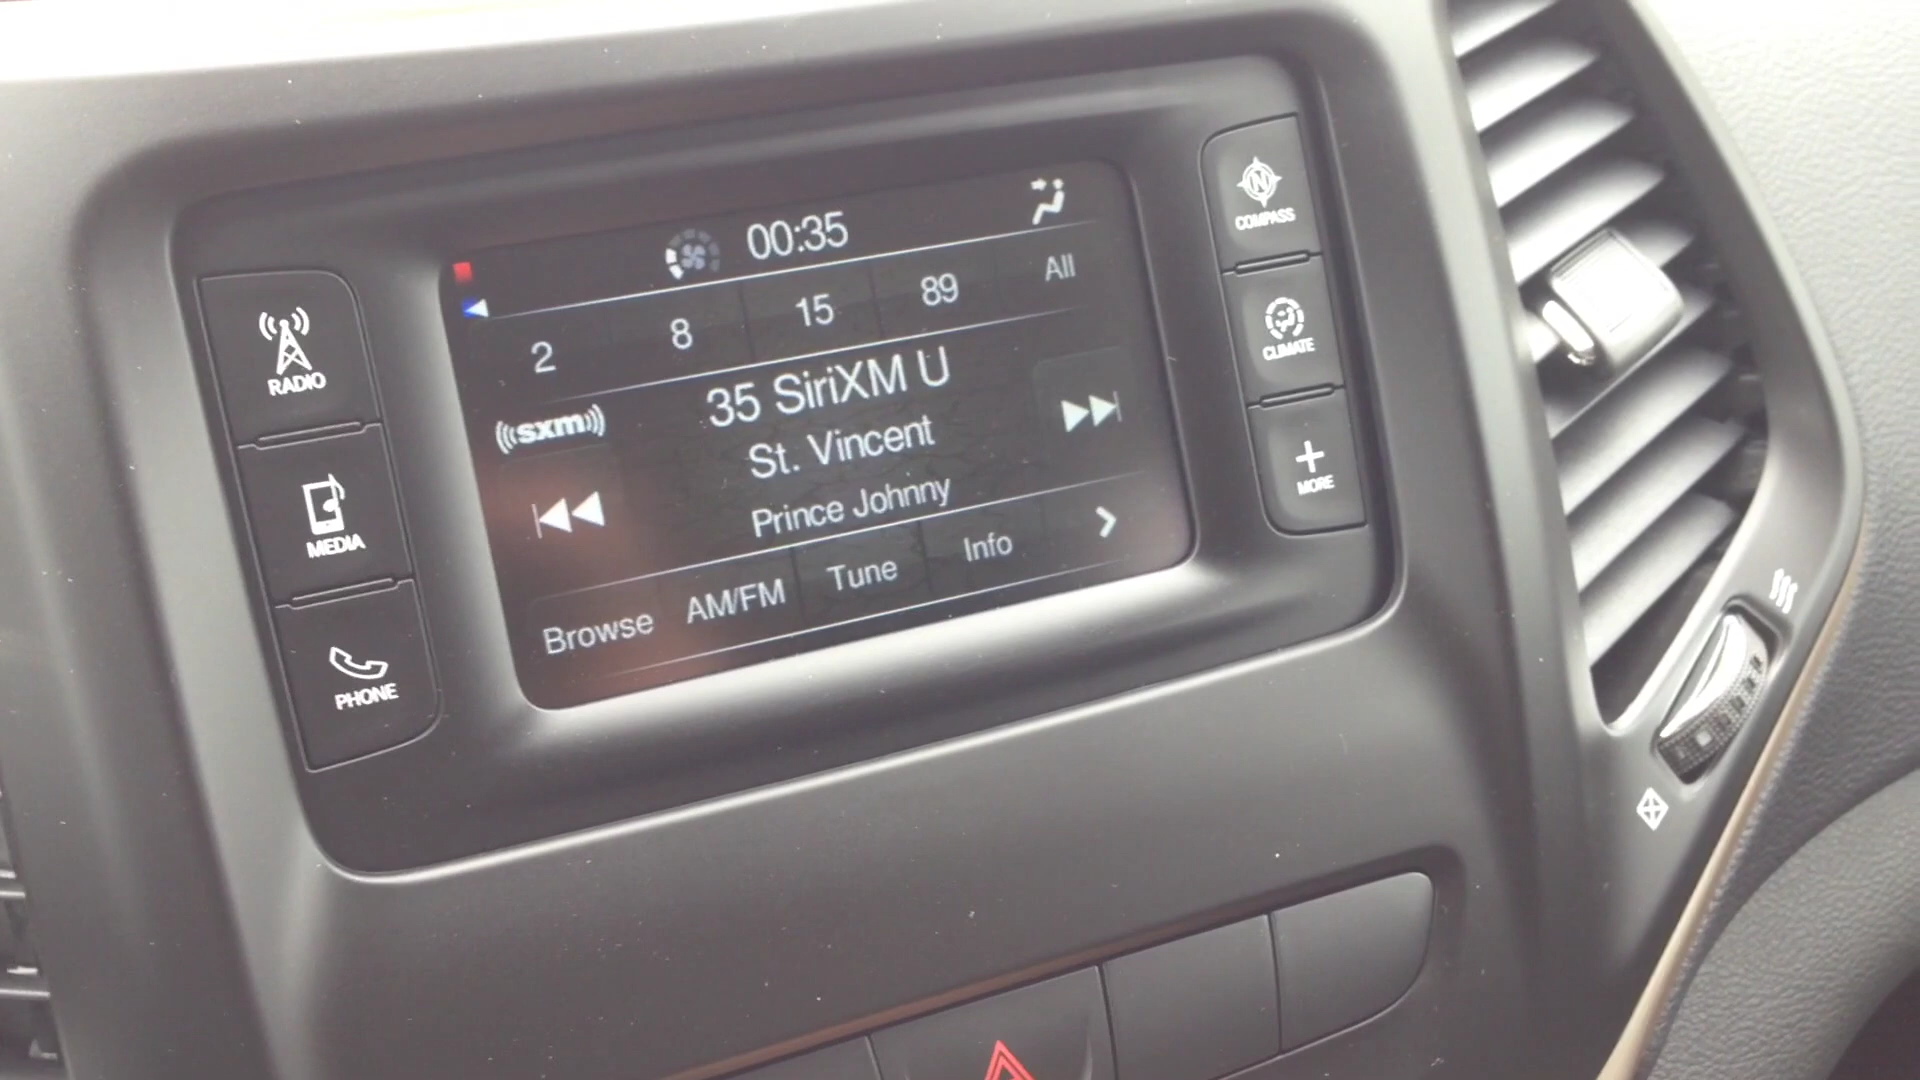 00:35
2 8 15 89 All
35 SiriXM U
sxm
St. Vincent
Prince Johnny
Browse AM/FM Tune Info
RADIO
MEDIA
PHONE
N
COMPASS
CLIMATE
MORE